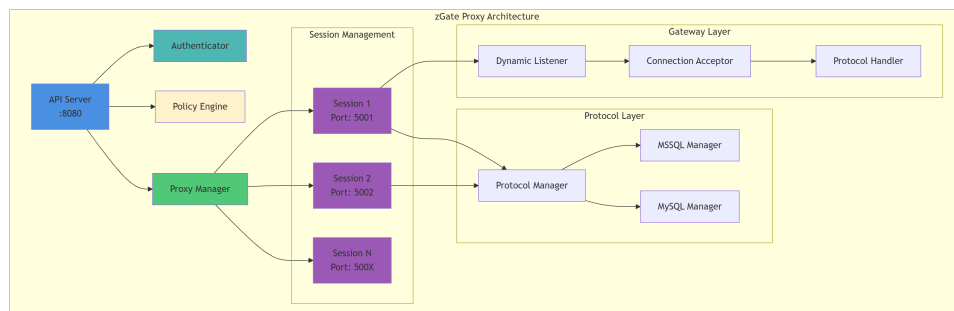 zGate Proxy Architecture
Session Management
Gateway Layer
Authenticator
Dynamic Listener
Connection Acceptor
Protocol Handler
API Server
:8080
Policy Engine
Session 1
Port: 5001
Protocol Layer
MSSQL Manager
Proxy Manager
Session 2
Port: 5002
Protocol Manager
MySQL Manager
Session N
Port: 500X